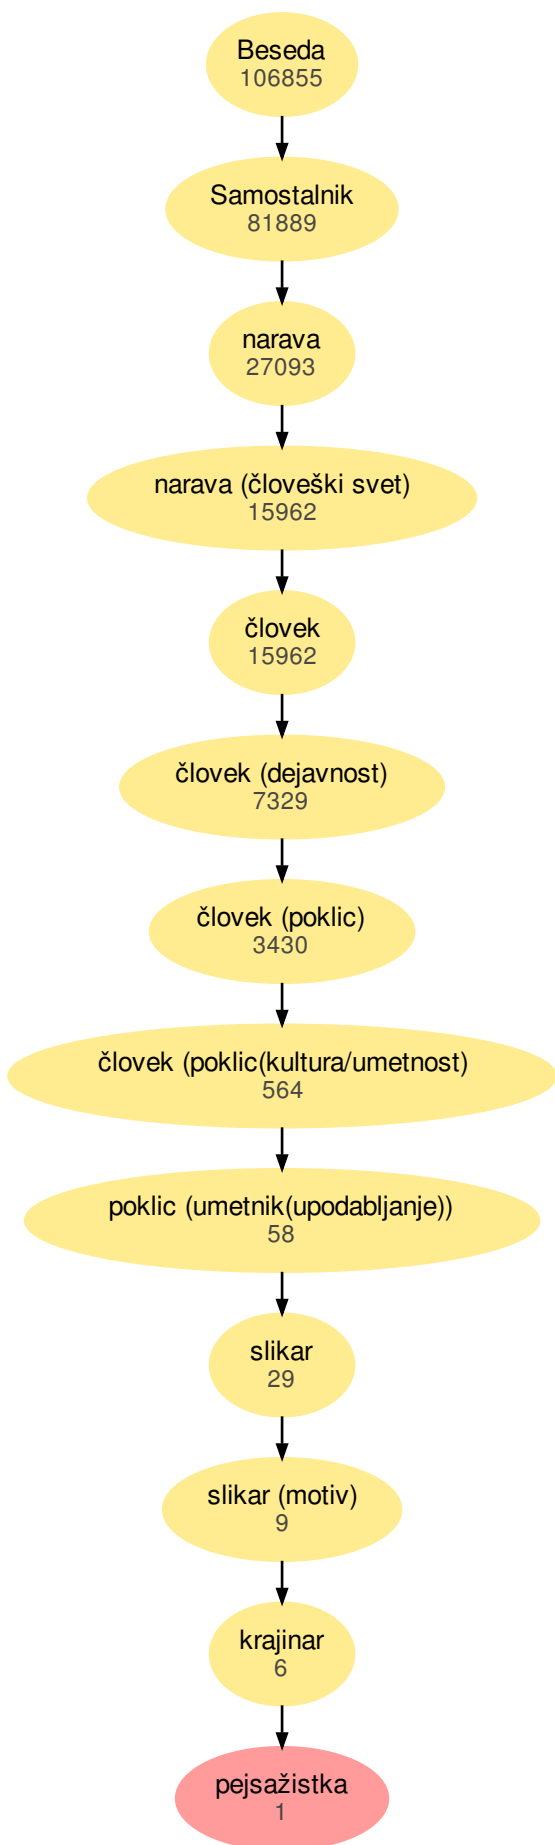 Beseda
106855
Samostalnik
81889
narava
27093
narava (človeški svet)
15962
človek
15962
človek (dejavnost)
7329
človek (poklic)
3430
človek (poklic(kultura/umetnost)
564
poklic (umetnik(upodabljanje))
58
slikar
29
slikar (motiv)
9
krajinar
6
pejsažistka
1